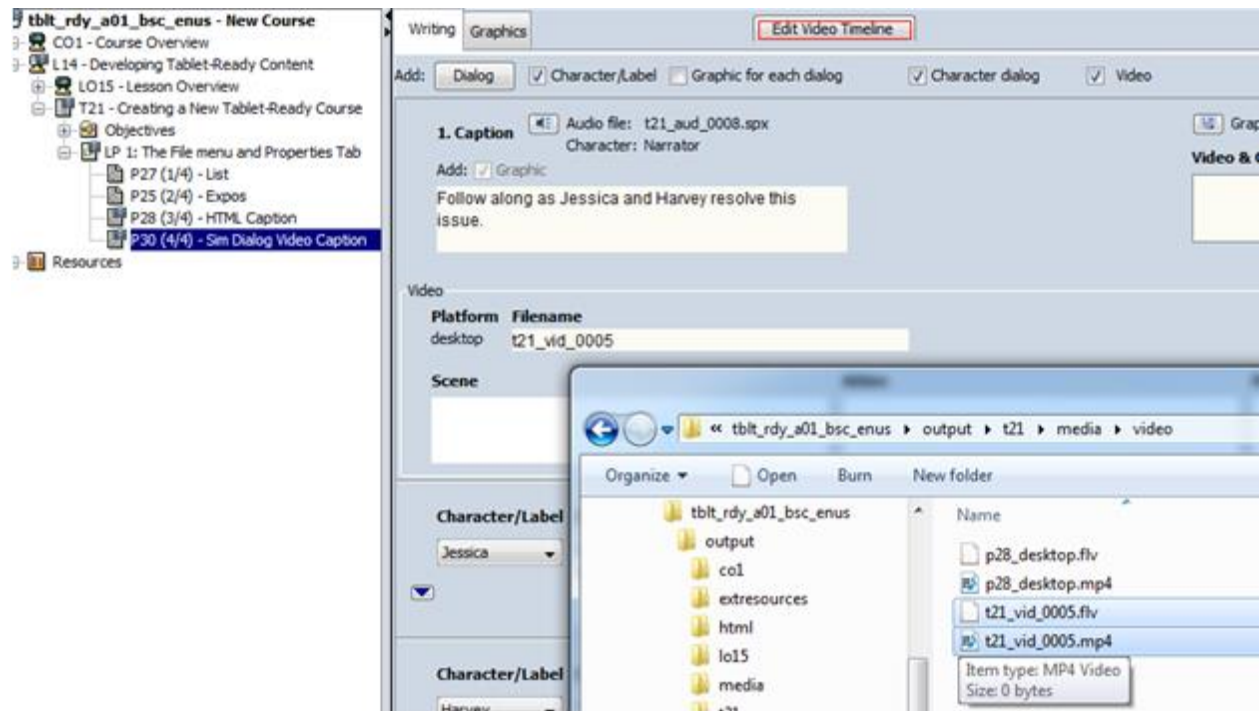 tblt_rdy_a01_bsc_enus - New Course
CO1 - Course Overview
L14 - Developing Tablet-Ready Content
LO15 - Lesson Overview
T21 - Creating a New Tablet-Ready Course
Objectives
LP 1: The File menu and Properties Tab
P27 (1/4) - List
P25 (2/4) - Expos
P28 (3/4) - HTML Caption
P30 (4/4) - Sim Dialog Video Caption
Resources
Writing Graphics Edit Video Timeline
Add: Dialog Character/Label Graphic for each dialog Character dialog Video
1. Caption Audio file: t21_aud_0008.spx
Character: Narrator
Add: Graphic
Video &
Follow along as Jessica and Harvey resolve this
issue.
Video
Platform Filename
desktop t21_vid_0005
Scene
« tblt_rdy_a01_bsc_enus output t21 media video
Organize Open Burn New folder
Character/Label
Jessica
Character/Label
Harvey
tblt_rdy_a01_bsc_enus
output
co1
extresources
html
lo15
media
t21
Name
p28_desktop.flv
p28_desktop.mp4
t21_vid_0005.flv
t21_vid_0005.mp4
Item type: MP4 Video
Size: 0 bytes